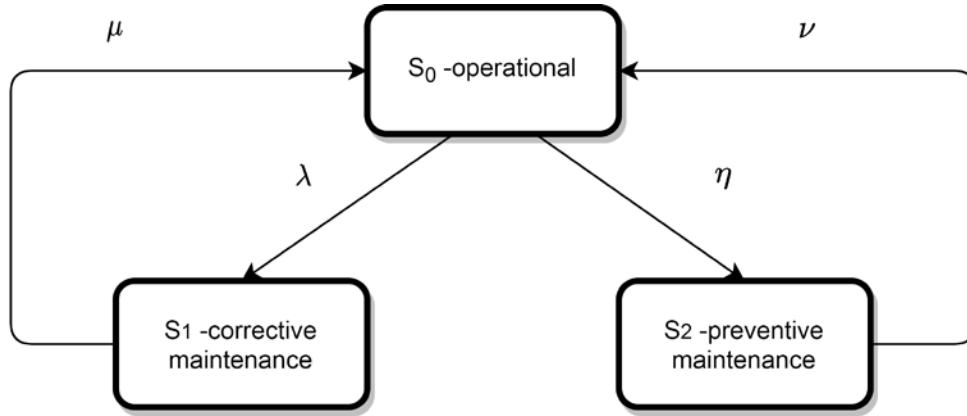 μ
ν
S₀ -operational
λ
η
S1 -corrective
maintenance
S2 -preventive
maintenance